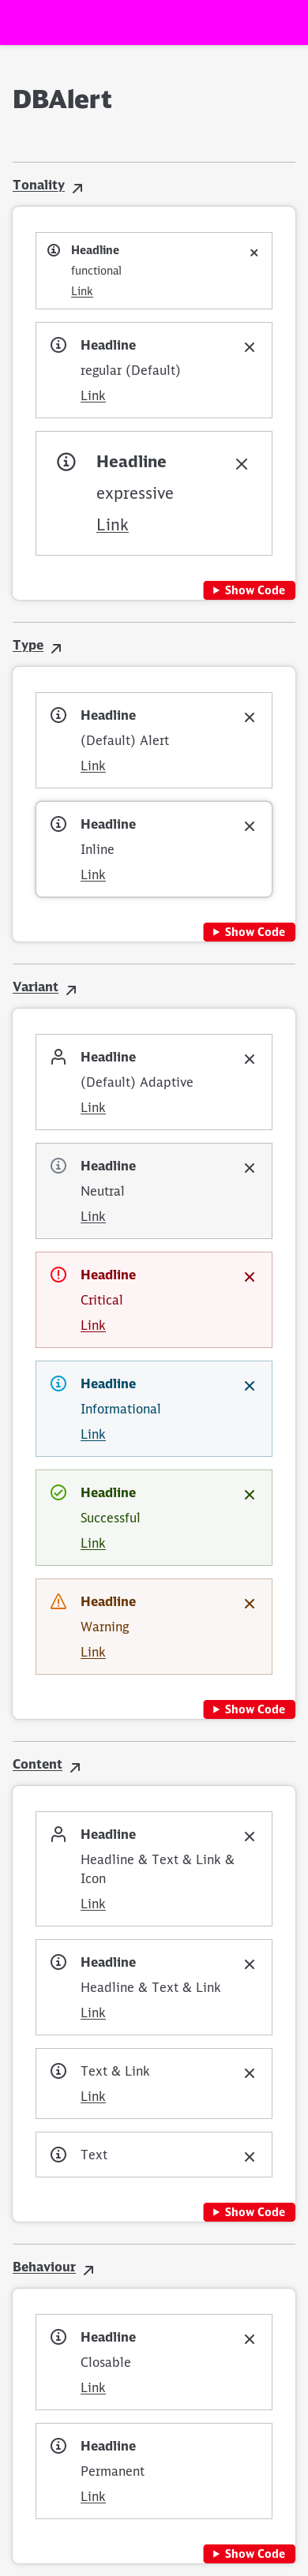 DBAlert
Tonality
Headline
functional
Link
Headline
regular (Default)
Link
Headline
expressive
Link
Show Code
Type
Headline
(Default) Alert
Link
Headline
Inline
Link
Show Code
Variant
Headline
(Default) Adaptive
Link
Headline
Neutral
Link
Headline
Critical
Link
Headline
Informational
Link
Headline
Successful
Link
Headline
Warning
Link
Show Code
Content
Headline
Headline & Text & Link &
Icon
Link
Headline
Headline & Text & Link
Link
Text & Link
Link
Text
Show Code
Behaviour
Headline
Closable
Link
Headline
Permanent
Link
Show Code